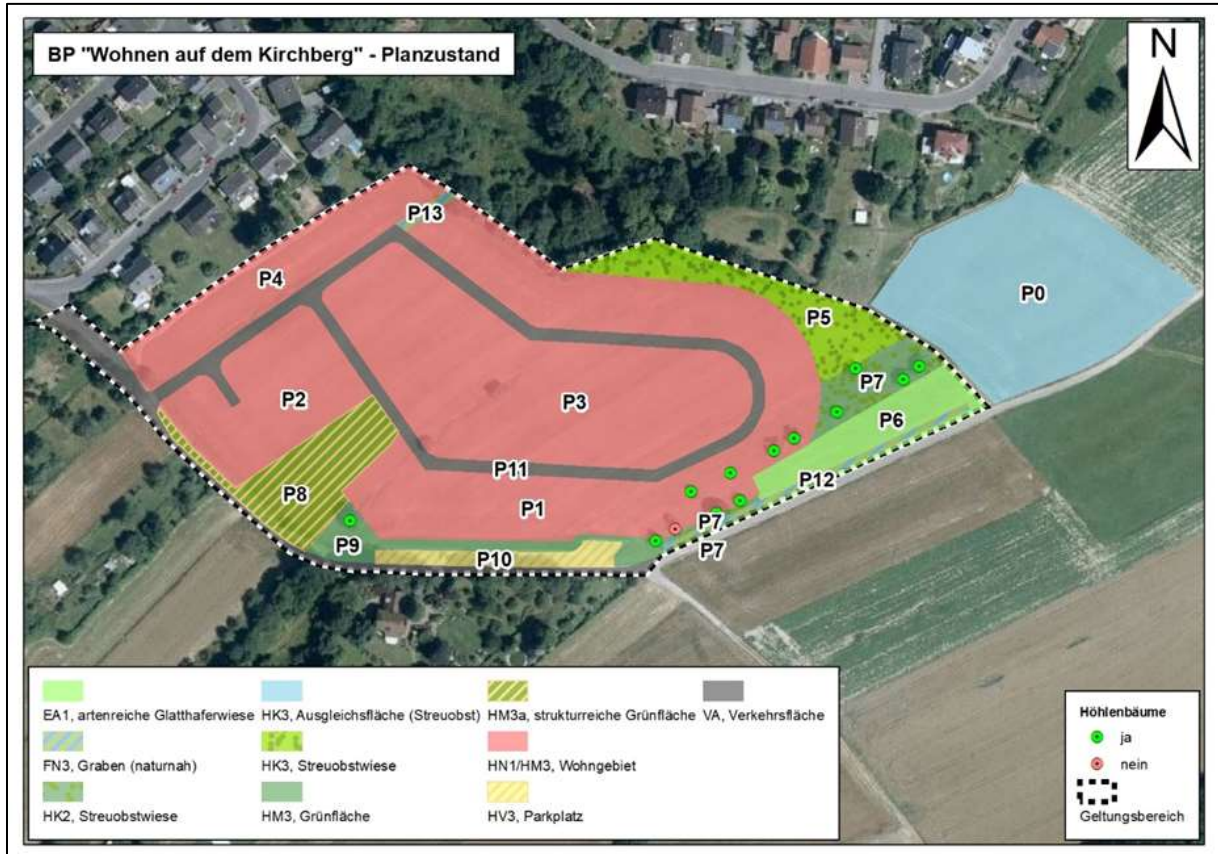 BP "Wohnen auf dem Kirchberg" - Planzustand
N
P13
P4
P0
P5
P7
P2
P3
P6
P11
P12
P8
P1
P7
P9
P7
P10
EA1, artenreiche Glatthaferwiese
HK3, Ausgleichsfläche (Streuobst)
HM3a, strukturreiche Grünfläche
VA, Verkehrsfläche
FN3, Graben (naturnah)
HK3, Streuobstwiese
HN1/HM3, Wohngebiet
HK2, Streuobstwiese
HM3, Grünfläche
HV3, Parkplatz
Höhlenbäume
ja
nein
Geltungsbereich